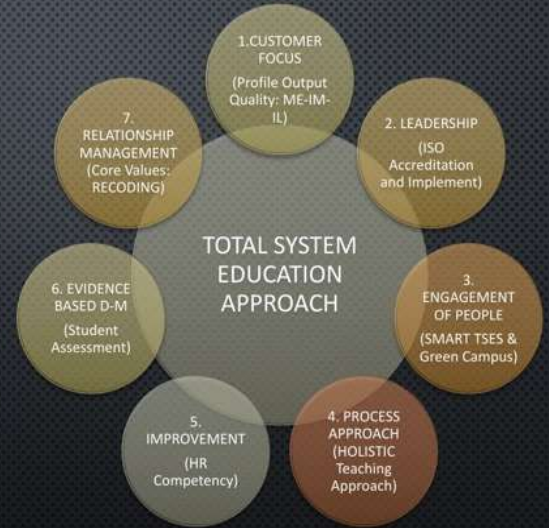 1.CUSTOMER
FOCUS
(Profile Output
Quality: ME-IM-
IL)
2. LEADERSHIP
(ISO
Accreditation
and Implement)
3.
ENGAGEMENT
OF PEOPLE
(SMART TSES &
Green Campus)
4. PROCESS
APPROACH
(HOLISTIC
Teaching
Approach)
5.
IMPROVEMENT
(HR
Competency)
6. EVIDENCE
BASED D-M
(Student
Assessment)
7.
RELATIONSHIP
MANAGEMENT
(Core Values:
RECODING)
TOTAL SYSTEM
EDUCATION
APPROACH